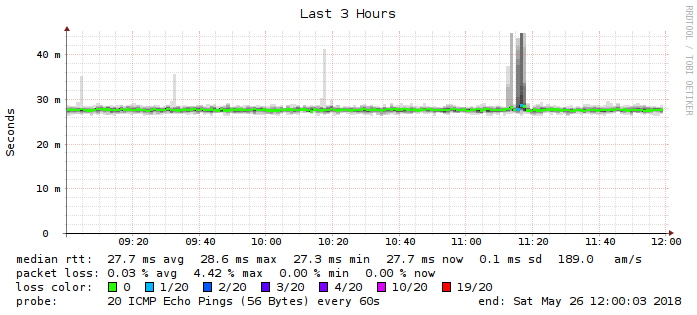 Last 3 Hours
RRDTOOL / TOBI OETIKER
Seconds
40 m
30 m
20 m
10 m
0
09:20 09:40 10:00 10:20 10:40 11:00 11:20 11:40 12:00
median rtt: 27.7 ms avg 28.6 ms max 27.3 ms min 27.7 ms now 0.1 ms sd 189.0 am/s
packet loss: 0.03 % avg 4.42 % max 0.00 % min 0.00 % now
loss color: 0 1/20 2/20 3/20 4/20 10/20 19/20
probe: 20 ICMP Echo Pings (56 Bytes) every 60s end: Sat May 26 12:00:03 2018